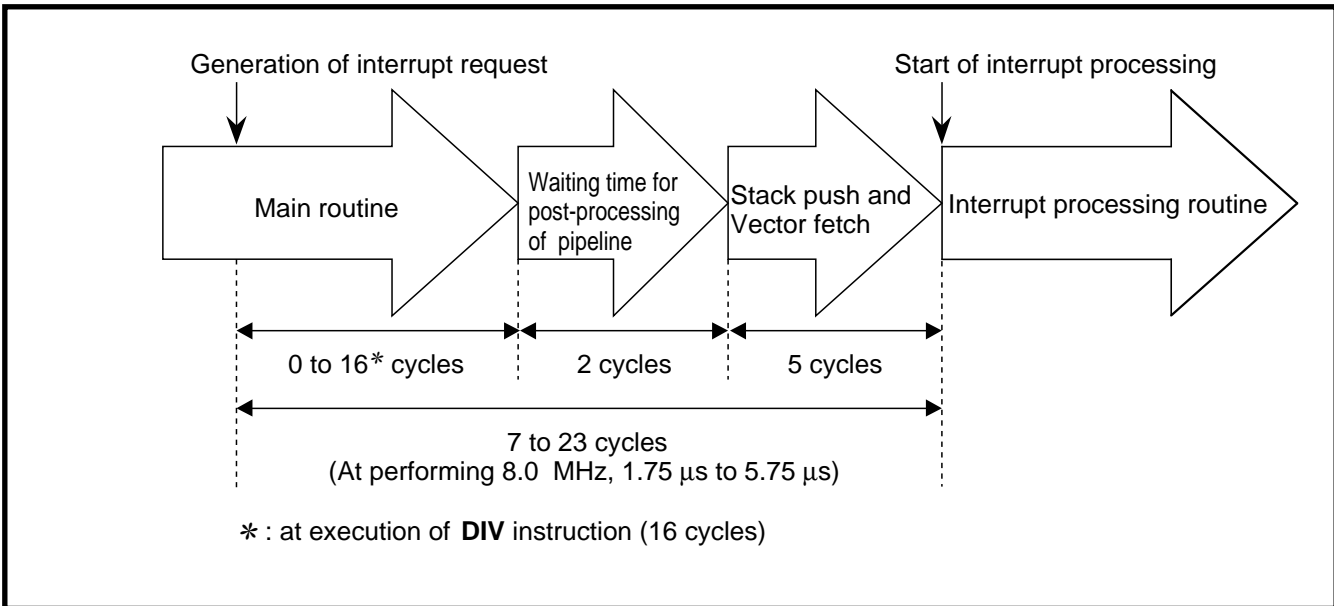 Generation of interrupt request
Start of interrupt processing
Main routine
Waiting time for
post-processing
of pipeline
Stack push and
Vector fetch
Interrupt processing routine
0 to 16* cycles
2 cycles
5 cycles
7 to 23 cycles
(At performing 8.0 MHz, 1.75 μs to 5.75 μs)
* : at execution of DIV instruction (16 cycles)